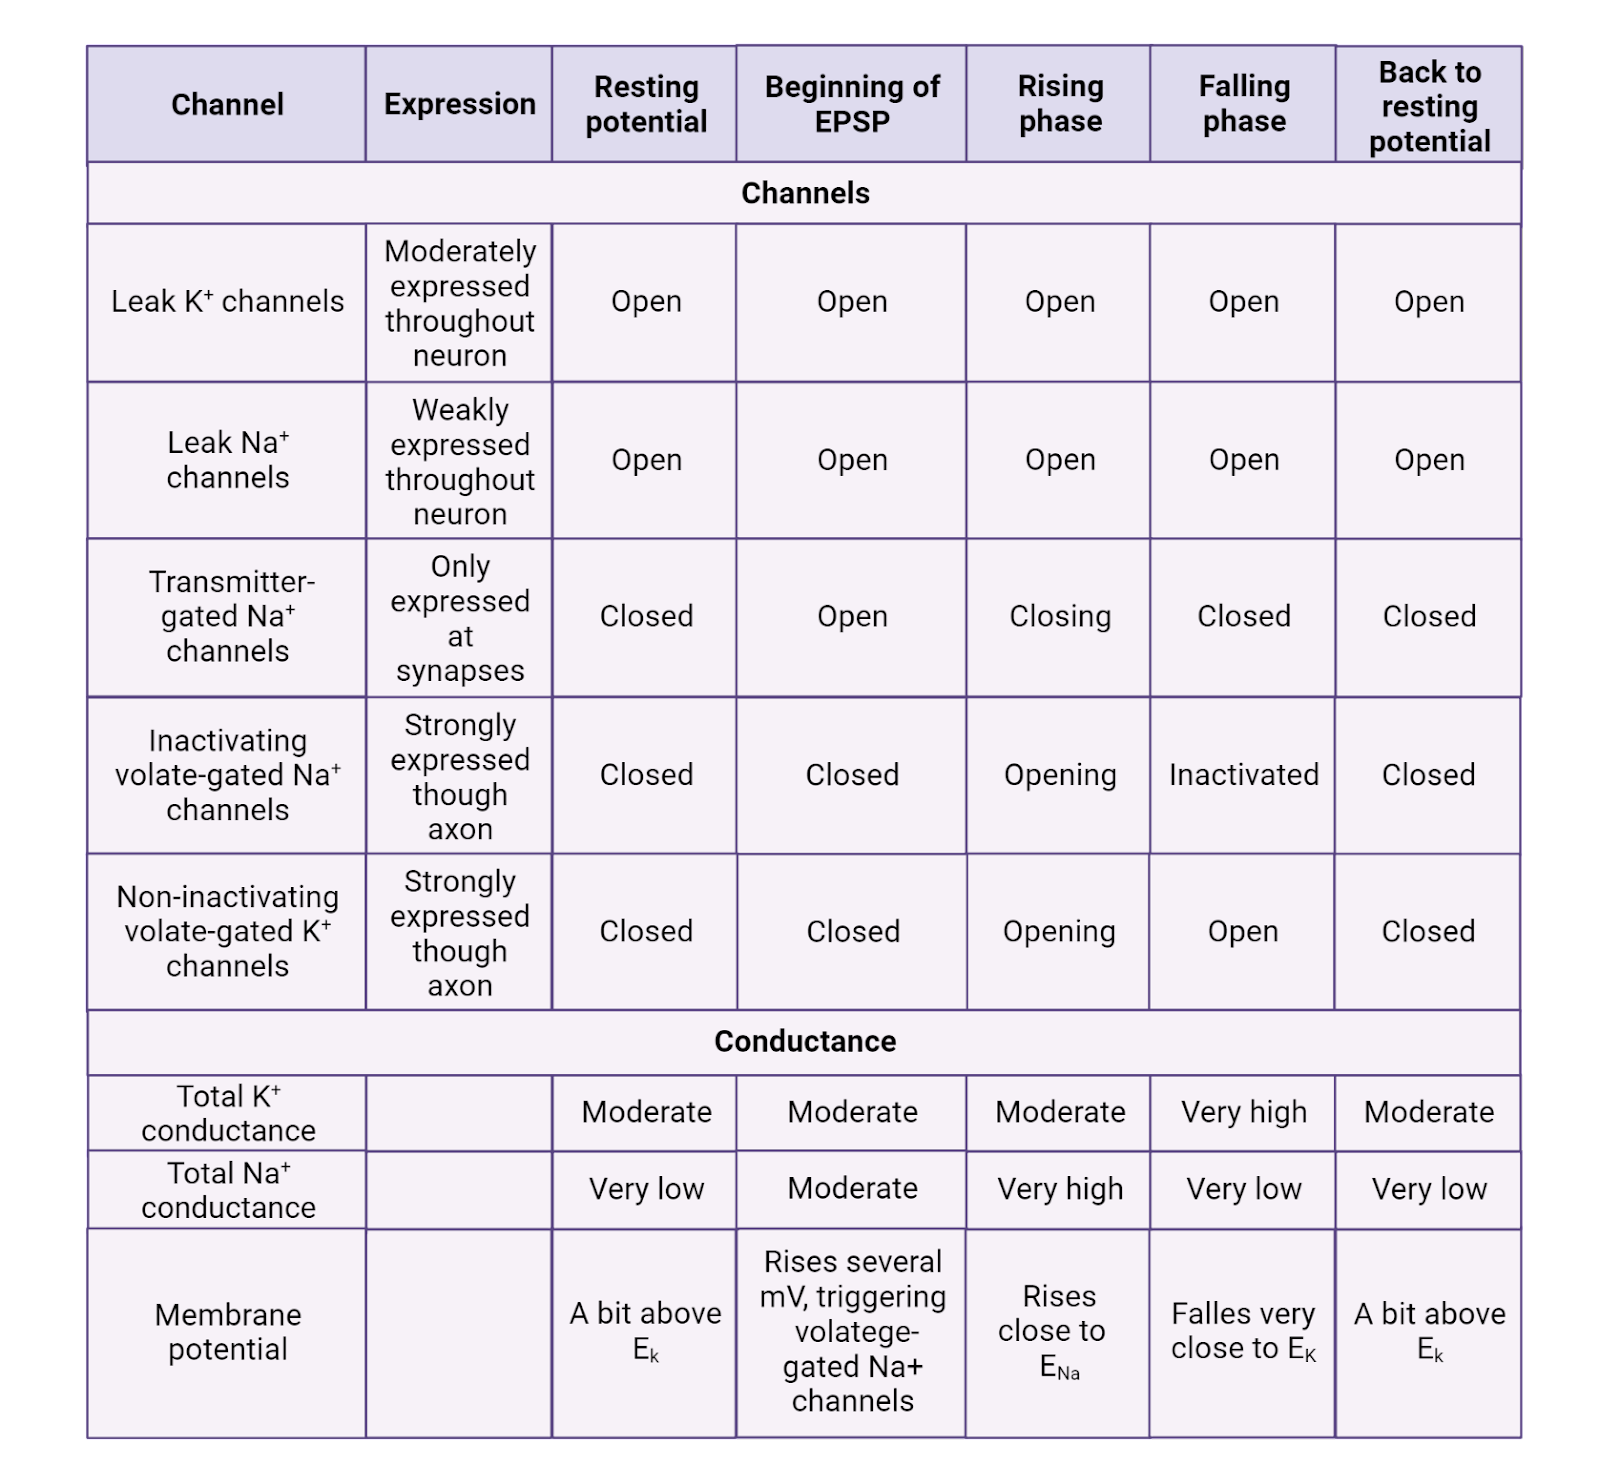 Channel
Expression
Resting
potential
Beginning of
EPSP
Rising
phase
Falling
phase
Back to
resting
potential
Channels
Leak K⁺ channels
Moderately
expressed
throughout
neuron
Open
Open
Open
Open
Open
Leak Na⁺
channels
Weakly
expressed
throughout
neuron
Open
Open
Open
Open
Open
Transmitter-
gated Na⁺
channels
Only
expressed
at
synapses
Closed
Open
Closing
Closed
Closed
Inactivating
volate-gated Na⁺
channels
Strongly
expressed
though
axon
Closed
Closed
Opening
Inactivated
Closed
Non-inactivating
volate-gated K⁺
channels
Strongly
expressed
though
axon
Closed
Closed
Opening
Open
Closed
Conductance
Total K⁺
conductance
Moderate
Moderate
Moderate
Very high
Moderate
Total Na⁺
conductance
Very low
Moderate
Very high
Very low
Very low
Membrane
potential
A bit above
Eₖ
Rises several
mV, triggering
volatege-
gated Na+
channels
Rises
close to
E_Na
Falles very
close to E_K
A bit above
Eₖ